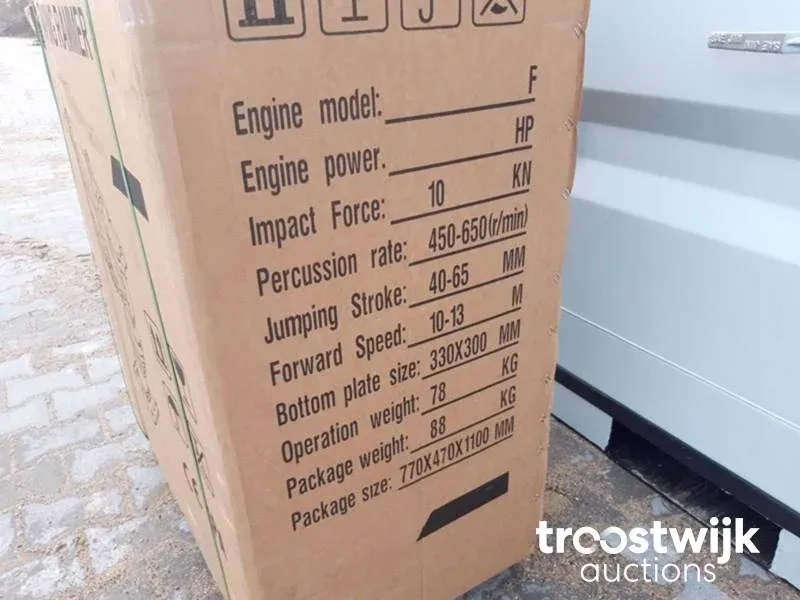 Engine model: F
Engine power. HP
Impact Force: 10 KN
Percussion rate: 450-650(r/min)
Jumping Stroke: 40-65 MM
Forward Speed: 10-13 M
Bottom plate size: 330X300 MM
Operation weight: 78 KG
Package weight: 88 KG
Package size: 770X470X1100 MM
troostwijk
auctions